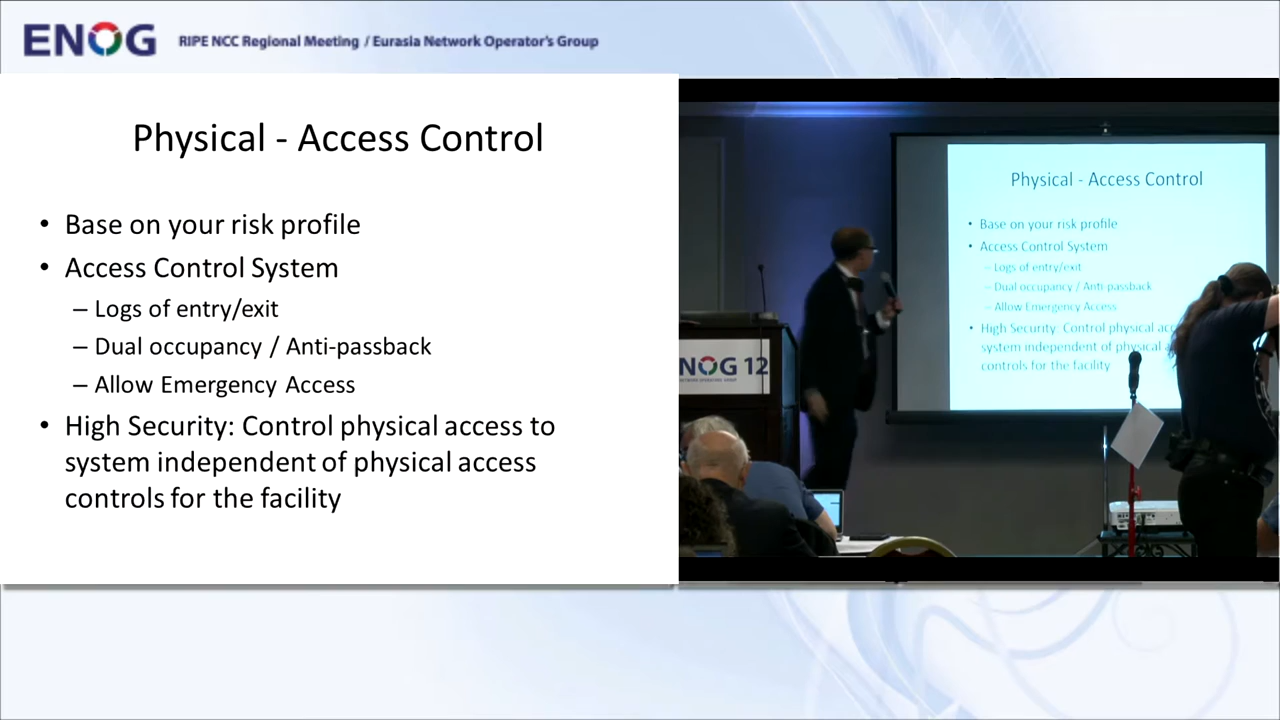 ENOG
RIPE NCC Regional Meeting / Eurasia Network Operator's Group
Physical - Access Control
• Base on your risk profile
• Access Control System
– Logs of entry/exit
– Dual occupancy / Anti-passback
– Allow Emergency Access
• High Security: Control physical access to
system independent of physical access
controls for the facility
Physical - Access Control
• Base on your risk profile
• Access Control System
– Logs of entry/exit
– Dual occupancy / Anti-passback
– Allow Emergency Access
• High Security: Control physical acc
system independent of physical a
controls for the facility
NOG 12